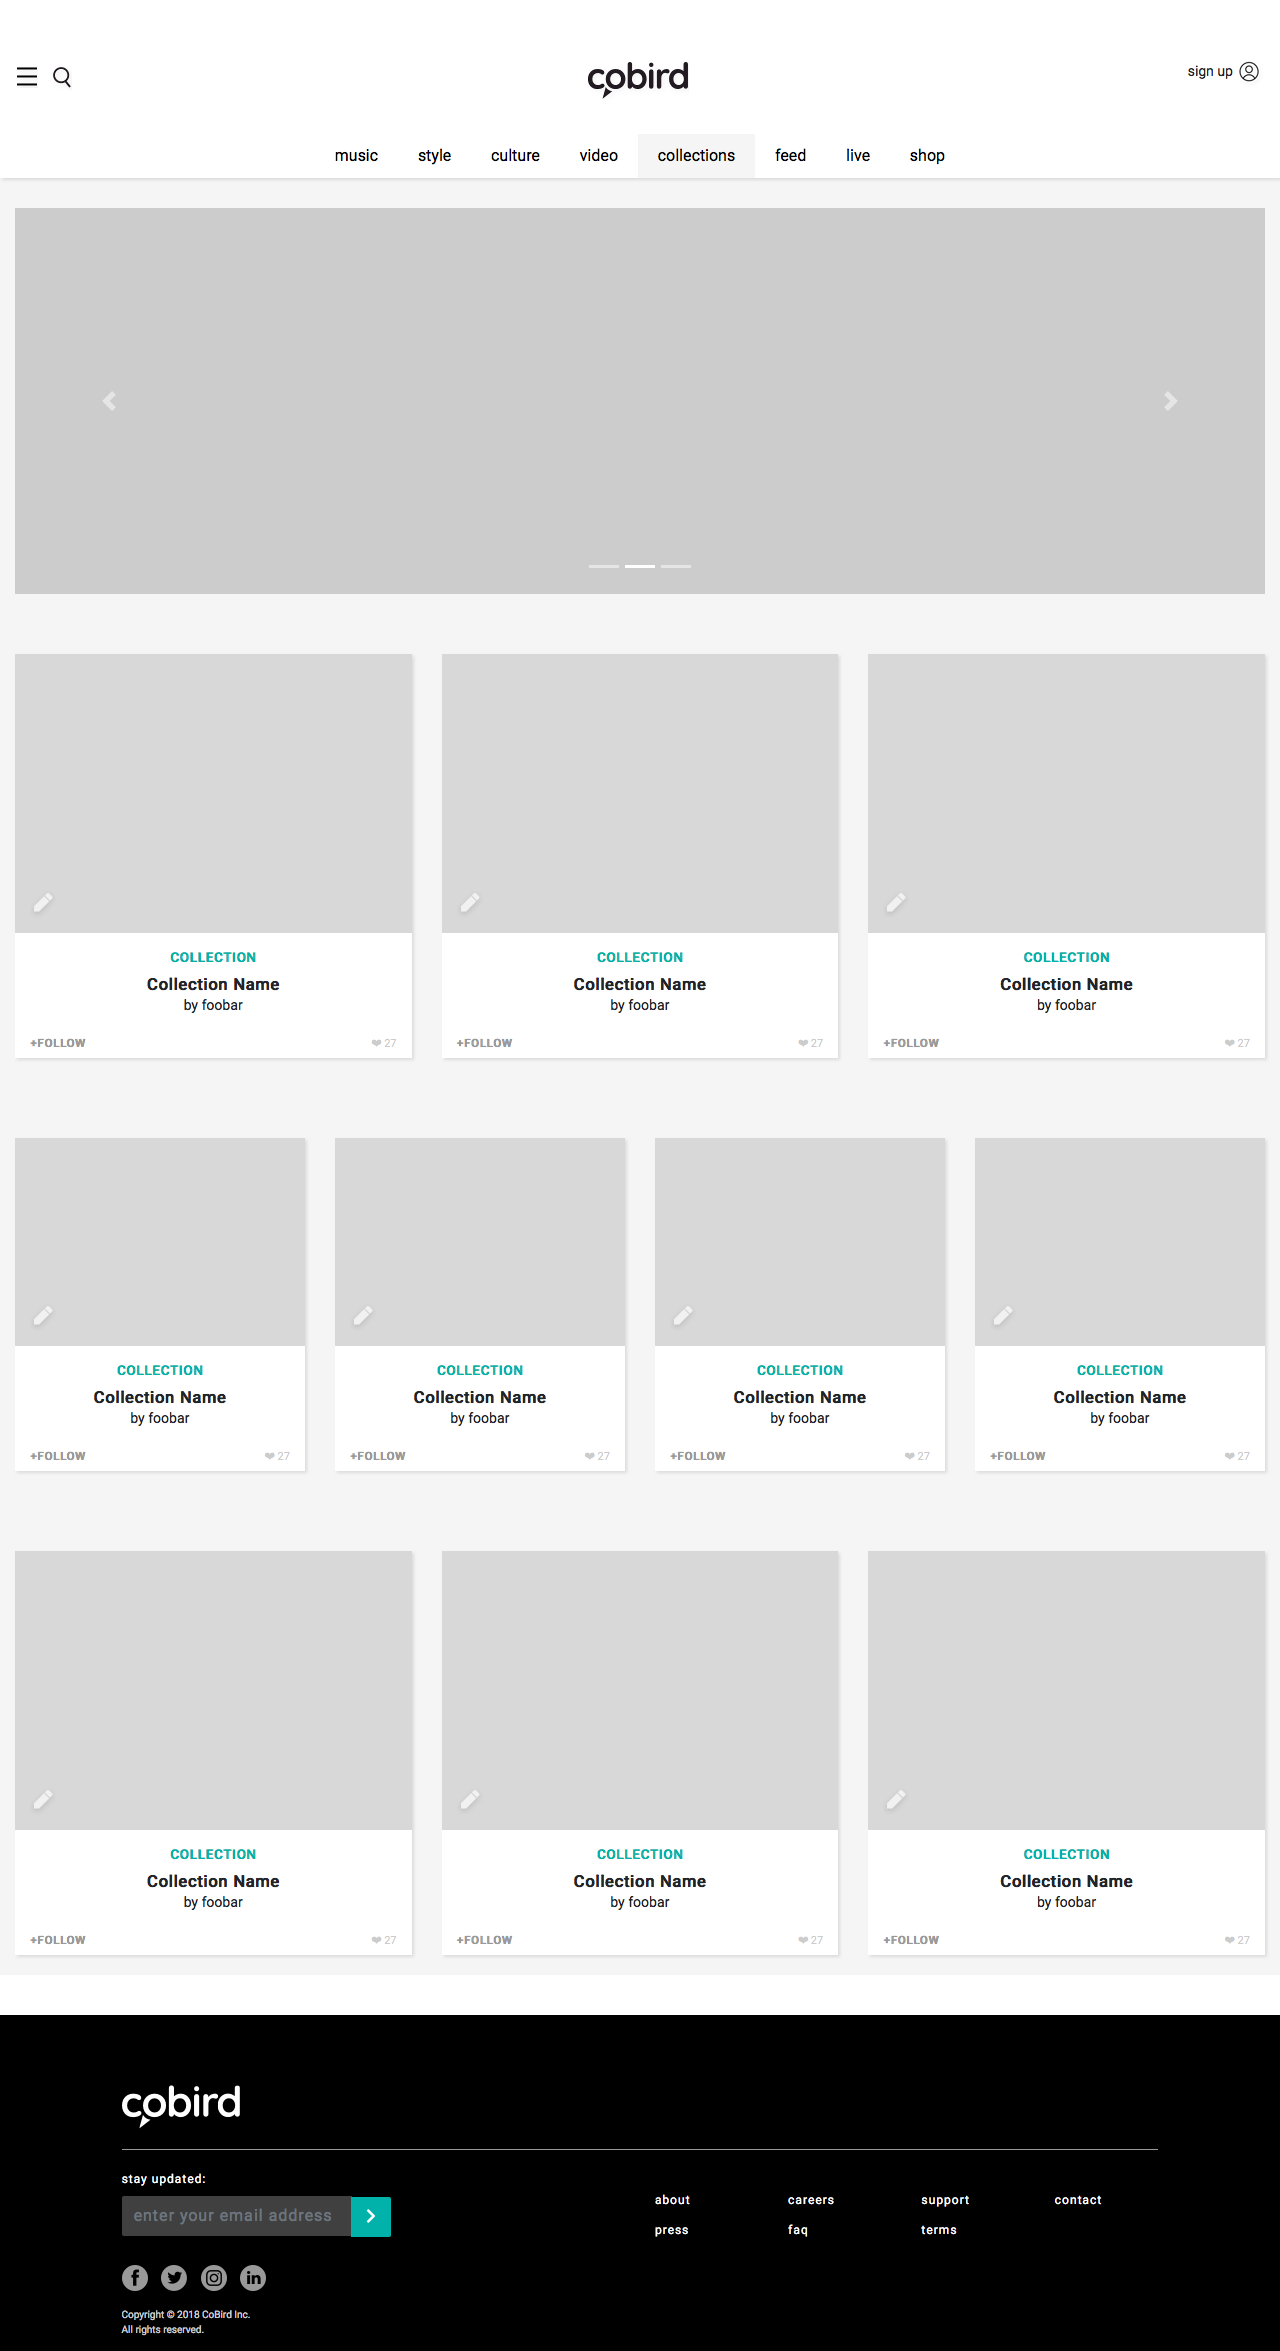 cobird
sign up
music style culture video collections feed live shop
COLLECTION COLLECTION COLLECTION
Collection Name Collection Name Collection Name
by foobar by foobar by foobar
+FOLLOW 27 +FOLLOW 27 +FOLLOW 27
COLLECTION COLLECTION COLLECTION COLLECTION
Collection Name Collection Name Collection Name Collection Name
by foobar by foobar by foobar by foobar
+FOLLOW 27 +FOLLOW 27 +FOLLOW 27 +FOLLOW 27
COLLECTION COLLECTION COLLECTION
Collection Name Collection Name Collection Name
by foobar by foobar by foobar
+FOLLOW 27 +FOLLOW 27 +FOLLOW 27
cobird
stay updated:
enter your email address
about careers support contact
press faq terms
Copyright © 2018 CoBird Inc.
All rights reserved.